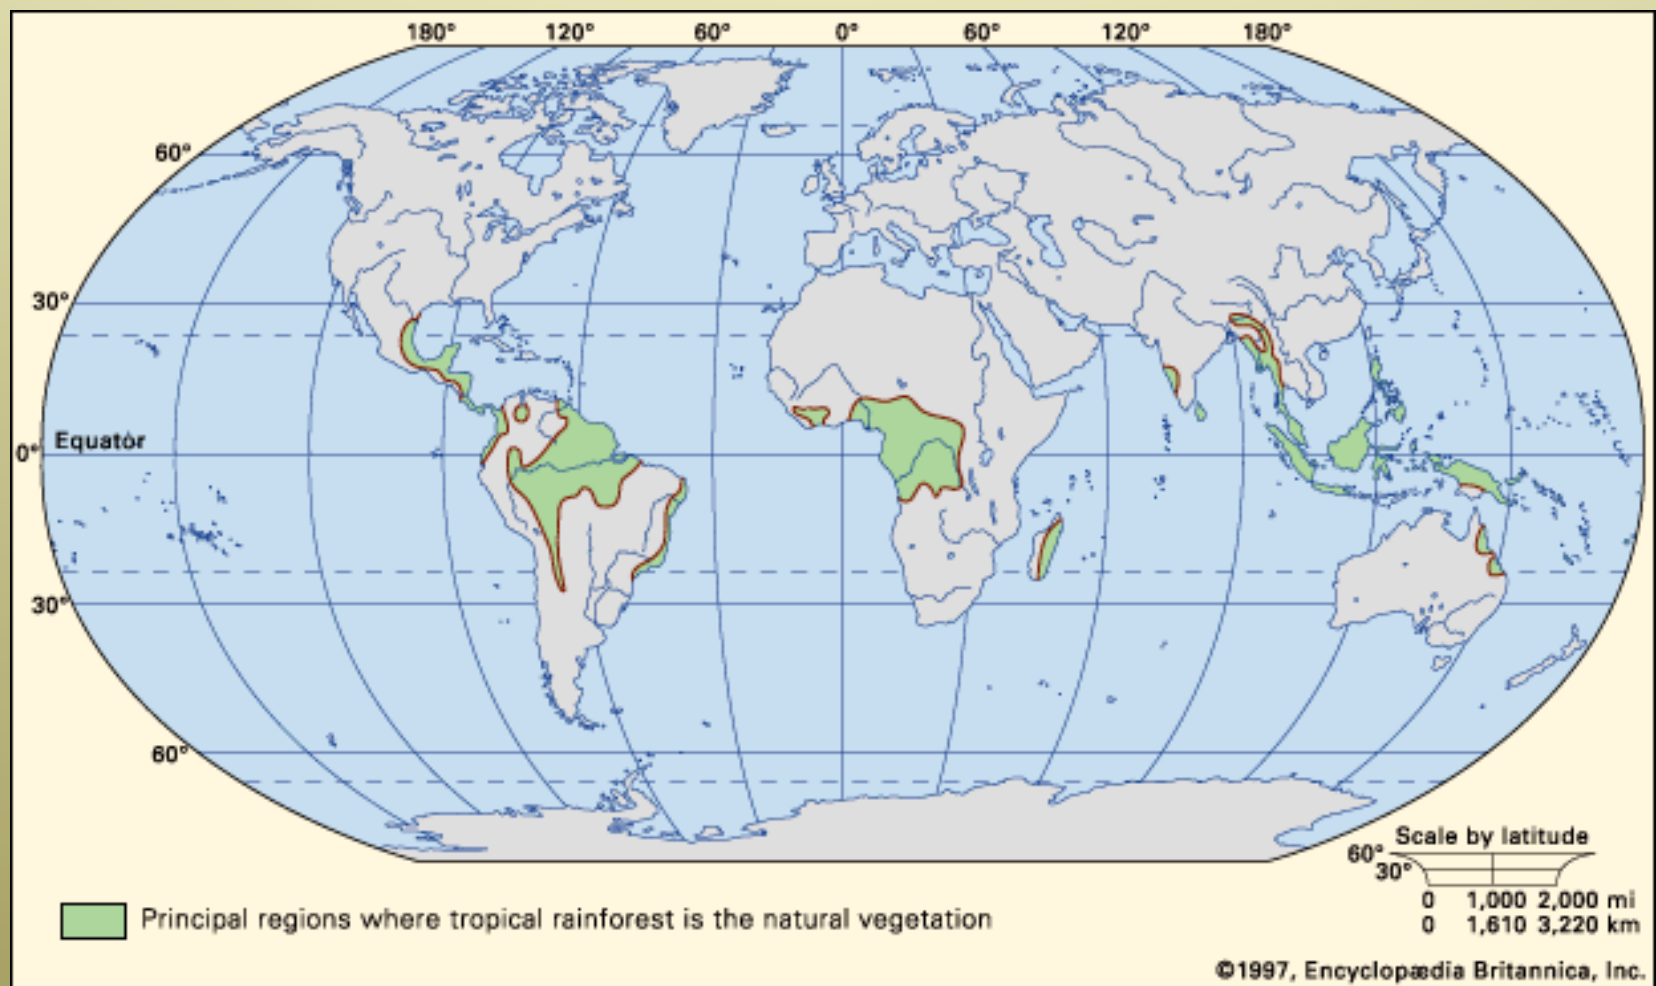 180° 120° 60° 0° 60° 120° 180°
60°
30°
Equator
0°
30°
60°
Scale by latitude
60°
30°
0 1,000 2,000 mi
0 1,610 3,220 km
Principal regions where tropical rainforest is the natural vegetation
©1997, Encyclopædia Britannica, Inc.